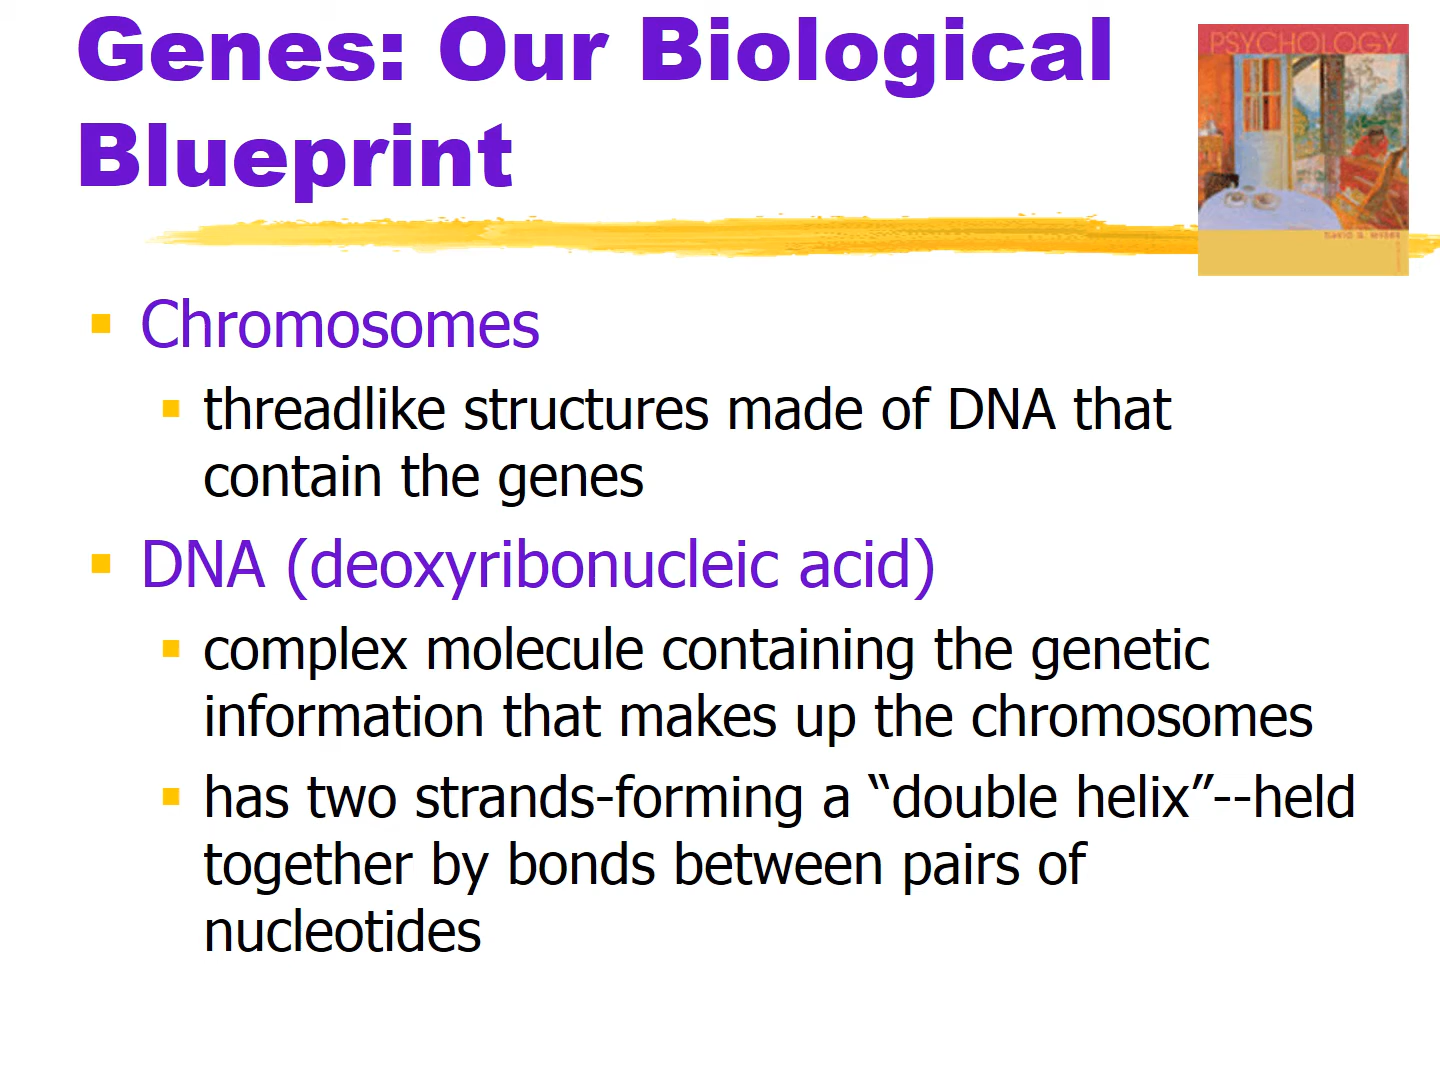 Genes: Our Biological
Blueprint
PSYCHOLOGY
DAVID G. MYERS
Chromosomes
threadlike structures made of DNA that
contain the genes
DNA (deoxyribonucleic acid)
complex molecule containing the genetic
information that makes up the chromosomes
has two strands-forming a “double helix”--held
together by bonds between pairs of
nucleotides